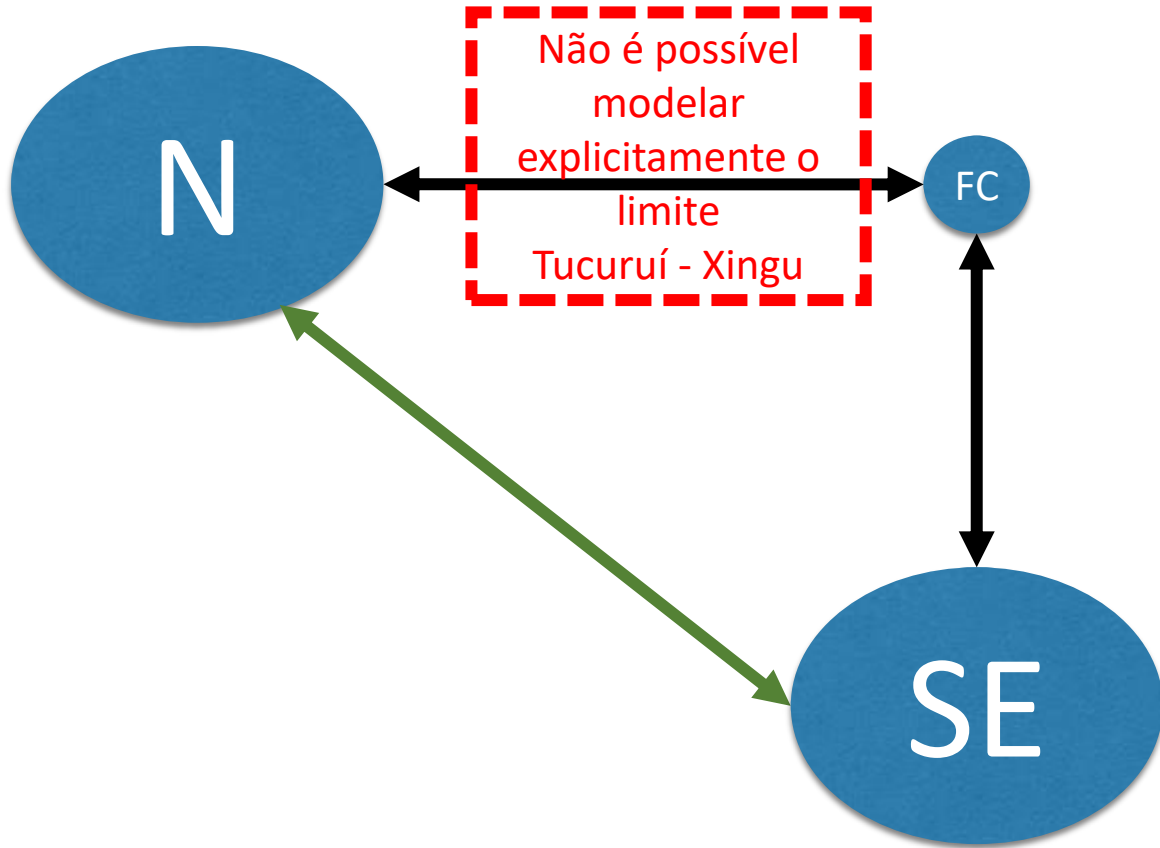 Não é possível
modelar
explicitamente o
limite
Tucuruí - Xingu
N
FC
SE